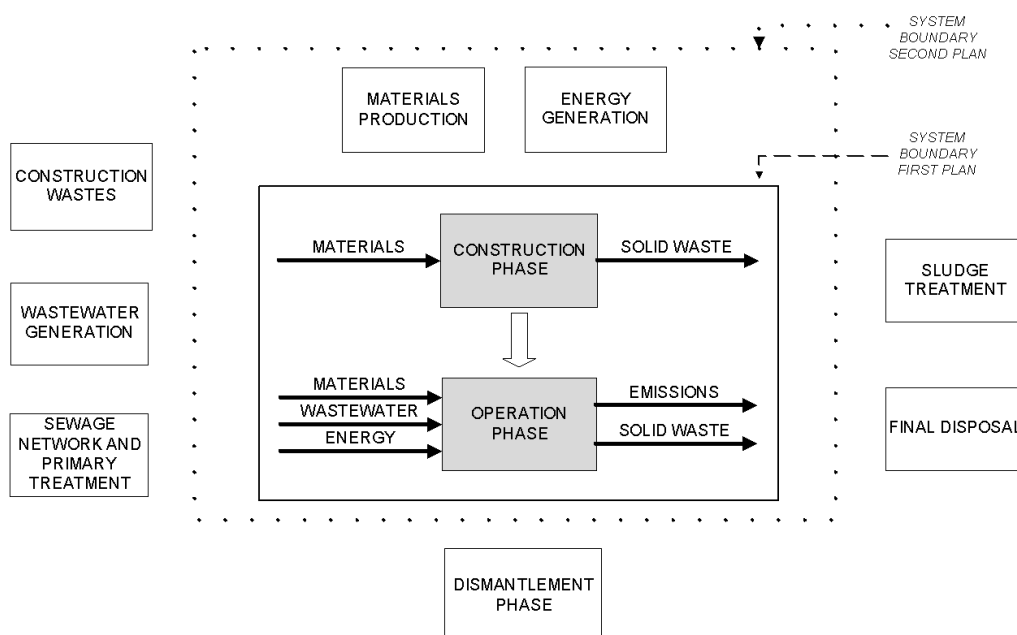 SYSTEM
BOUNDARY
SECOND PLAN
MATERIALS
PRODUCTION
ENERGY
GENERATION
SYSTEM
BOUNDARY
FIRST PLAN
CONSTRUCTION
WASTES
MATERIALS
CONSTRUCTION
PHASE
SOLID WASTE
SLUDGE
TREATMENT
WASTEWATER
GENERATION
MATERIALS
WASTEWATER
ENERGY
OPERATION
PHASE
EMISSIONS
SOLID WASTE
FINAL DISPOSAL
SEWAGE
NETWORK AND
PRIMARY
TREATMENT
DISMANTLEMENT
PHASE